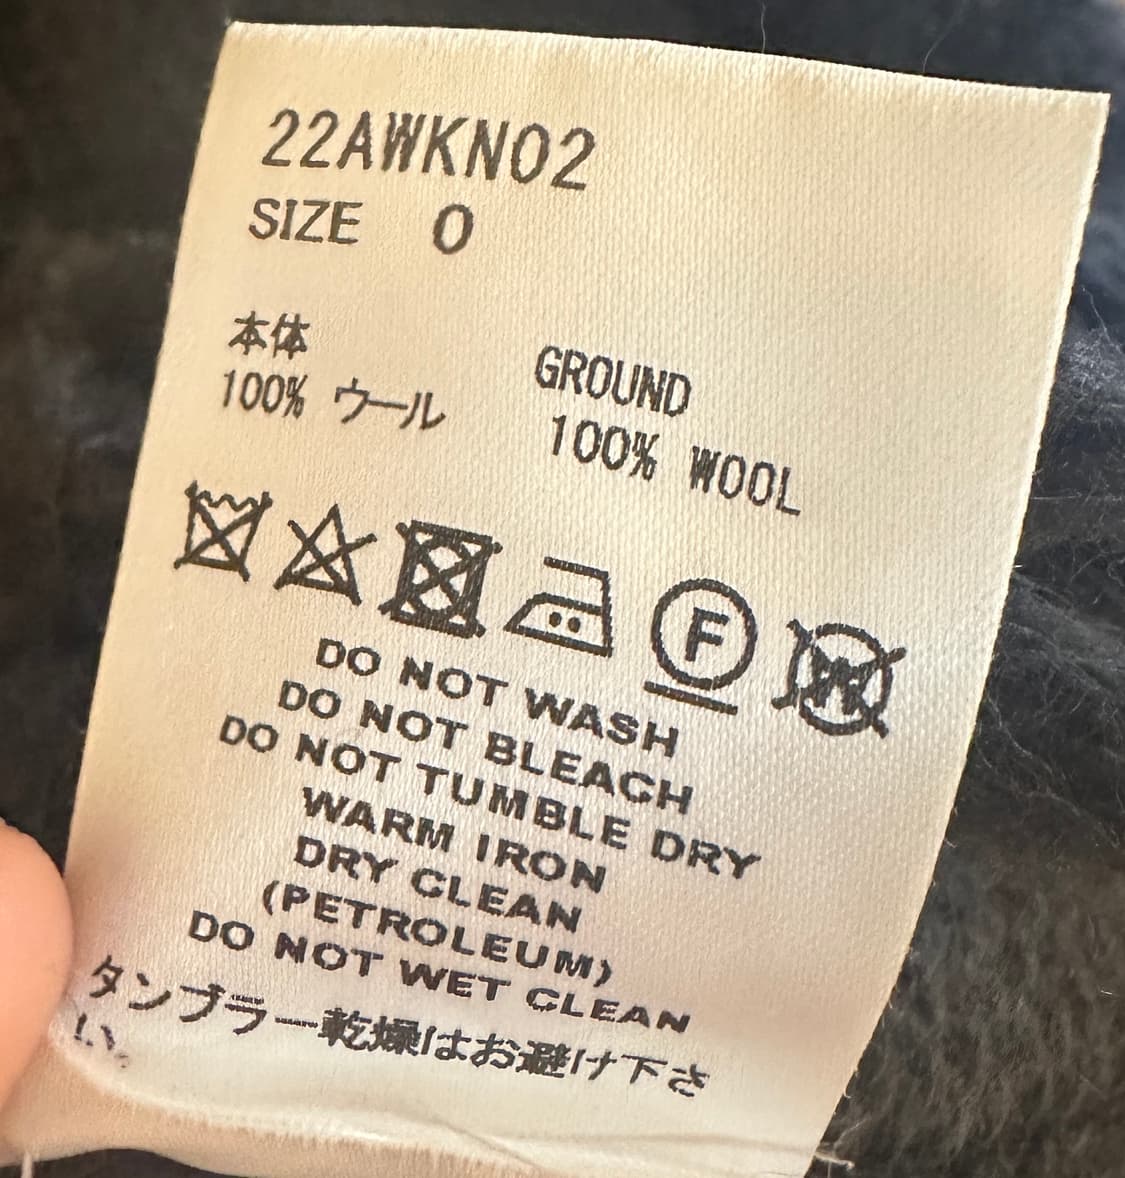 22AWKN02
SIZE 0
本体
100% ウール
GROUND
100% WOOL
F
W
DO NOT WASH
DO NOT BLEACH
DO NOT TUMBLE DRY
WARM IRON
DRY CLEAN
(PETROLEUM)
DO NOT WET CLEAN
タンブラー乾燥はお避け下さ
い。